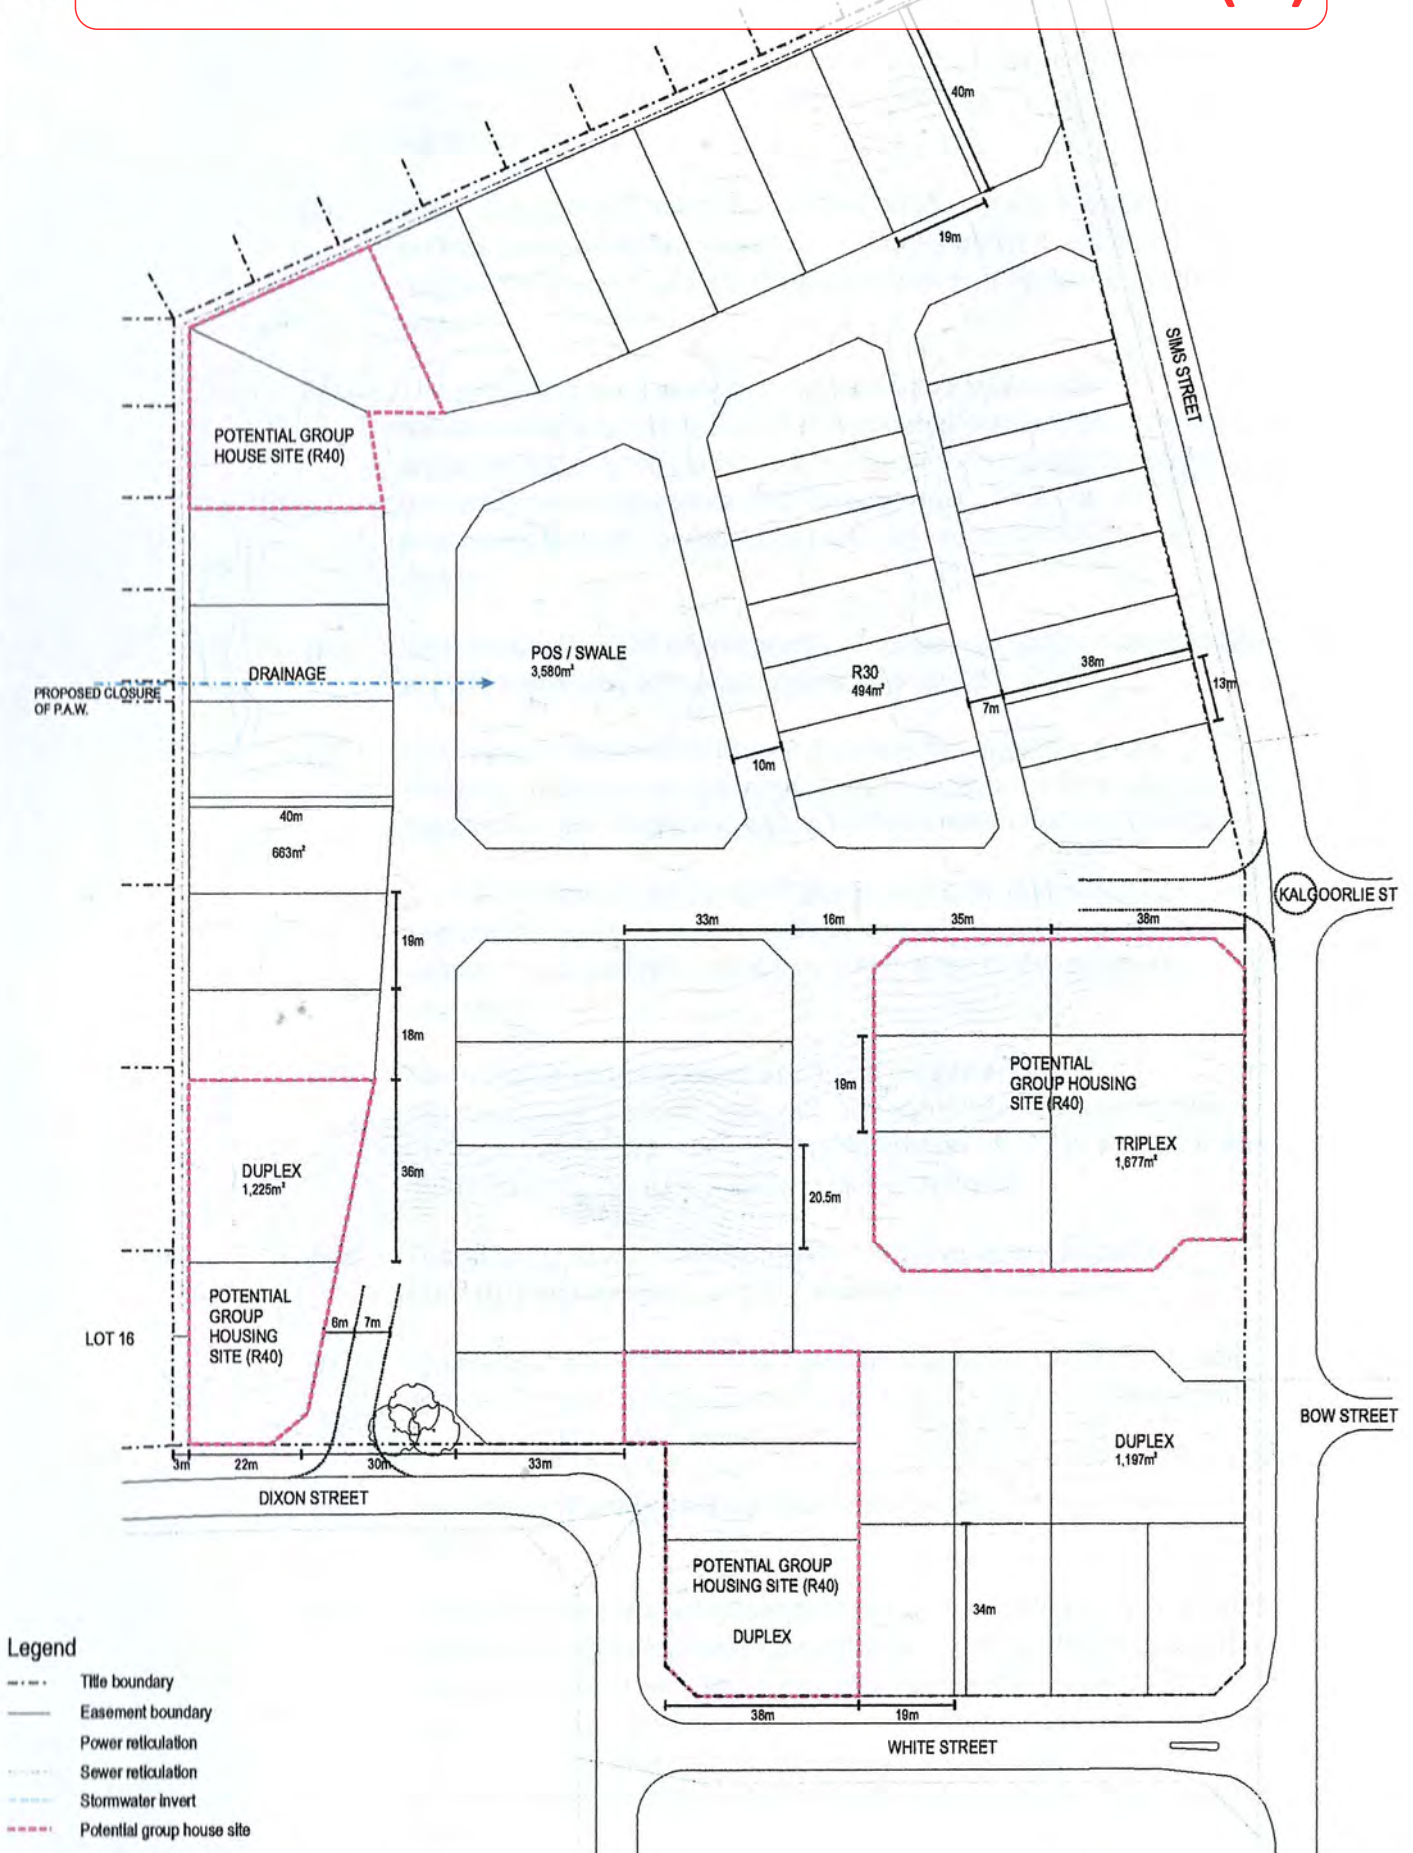 40m
19m
SIMS STREET
POTENTIAL GROUP
HOUSE SITE (R40)
POS / SWALE
3,580m²
DRAINAGE
R30
494m²
38m
13m
7m
PROPOSED CLOSURE
OF P.A.W.
10m
40m
663m²
KALGOORLIE ST
33m
16m
35m
38m
19m
18m
POTENTIAL
GROUP HOUSING
SITE (R40)
19m
TRIPLEX
1,677m²
DUPLEX
1,225m²
36m
20.5m
POTENTIAL
GROUP
HOUSING
SITE (R40)
6m
7m
LOT 16
BOW STREET
DUPLEX
1,197m²
3m
22m
30m
33m
DIXON STREET
POTENTIAL GROUP
HOUSING SITE (R40)
DUPLEX
34m
38m
19m
WHITE STREET
Legend
Title boundary
Easement boundary
Power reticulation
Sewer reticulation
Stormwater invert
Potential group house site